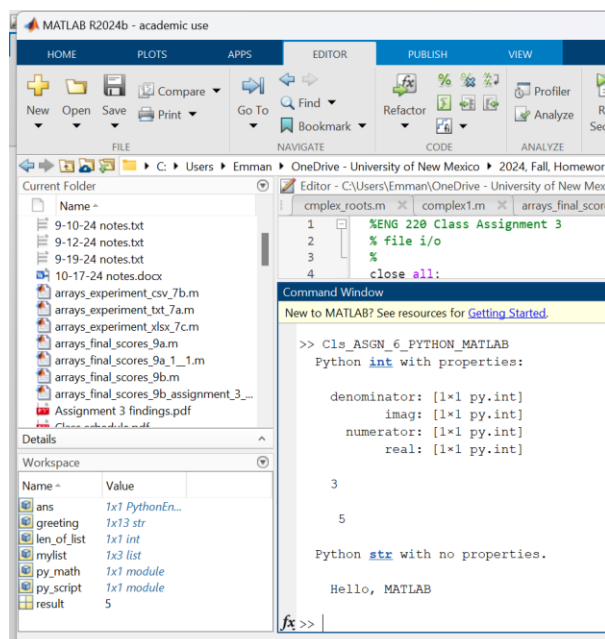 MATLAB R2024b - academic use
HOME PLOTS APPS EDITOR PUBLISH VIEW
New Open Save Compare Print
Go To Find Bookmark
Refactor
Profiler Analyze
FILE NAVIGATE CODE ANALYZE
C: Users Emman OneDrive - University of New Mexico 2024, Fall, Homewor
Current Folder
Name
9-10-24 notes.txt
9-12-24 notes.txt
9-19-24 notes.txt
10-17-24 notes.docx
arrays_experiment_csv_7b.m
arrays_experiment_txt_7a.m
arrays_experiment_xlsx_7c.m
arrays_final_scores_9a.m
arrays_final_scores_9a_1__1.m
arrays_final_scores_9b.m
arrays_final_scores_9b_assignment_3_...
Assignment 3 findings.pdf
Class schedule.pdf
Details
Workspace
Name Value
ans 1x1 PythonEn...
greeting 1x13 str
len_of_list 1x1 int
mylist 1x3 list
py_math 1x1 module
py_script 1x1 module
result 5
Editor - C:\Users\Emman\OneDrive - University of New Mex
cmplex_roots.m complex1.m arrays_final_scor
1 %ENG 220 Class Assignment 3
2 % file i/o
3 %
4 close all;
Command Window
New to MATLAB? See resources for Getting Started.
>> Cls_ASGN_6_PYTHON_MATLAB
Python int with properties:
denominator: [1×1 py.int]
imag: [1×1 py.int]
numerator: [1×1 py.int]
real: [1×1 py.int]
3
5
Python str with no properties.
Hello, MATLAB
fx >>